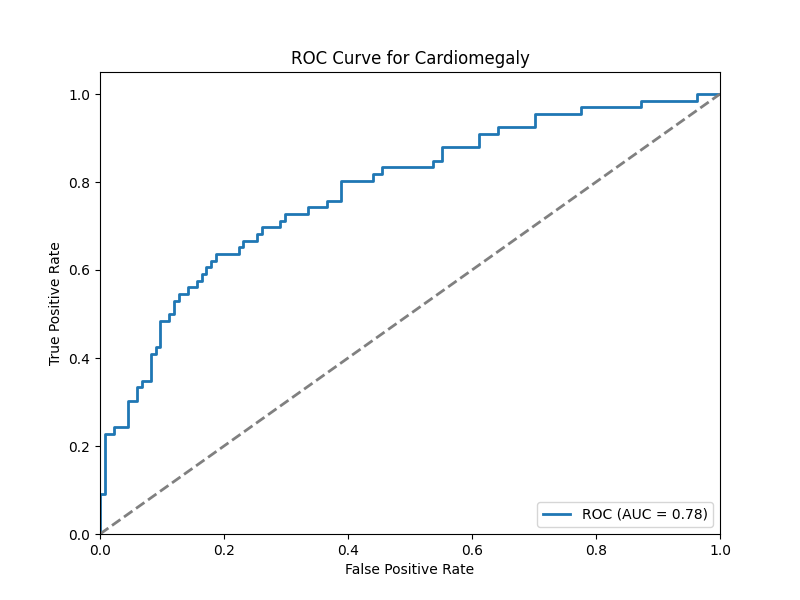 ROC Curve for Cardiomegaly
True Positive Rate
1.0
0.8
0.6
0.4
0.2
0.0
0.0 0.2 0.4 0.6 0.8 1.0
False Positive Rate
ROC (AUC = 0.78)